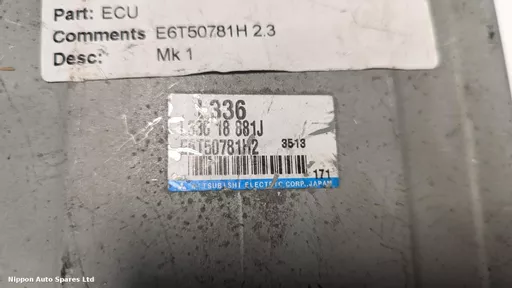 Part: ECU
Comments E6T50781H 2.3
Desc: Mk 1
L336
L336 18 881J
E6T50781H2 3513
171
MITSUBISHI ELECTRIC CORP. JAPAN
Nippon Auto Spares Ltd